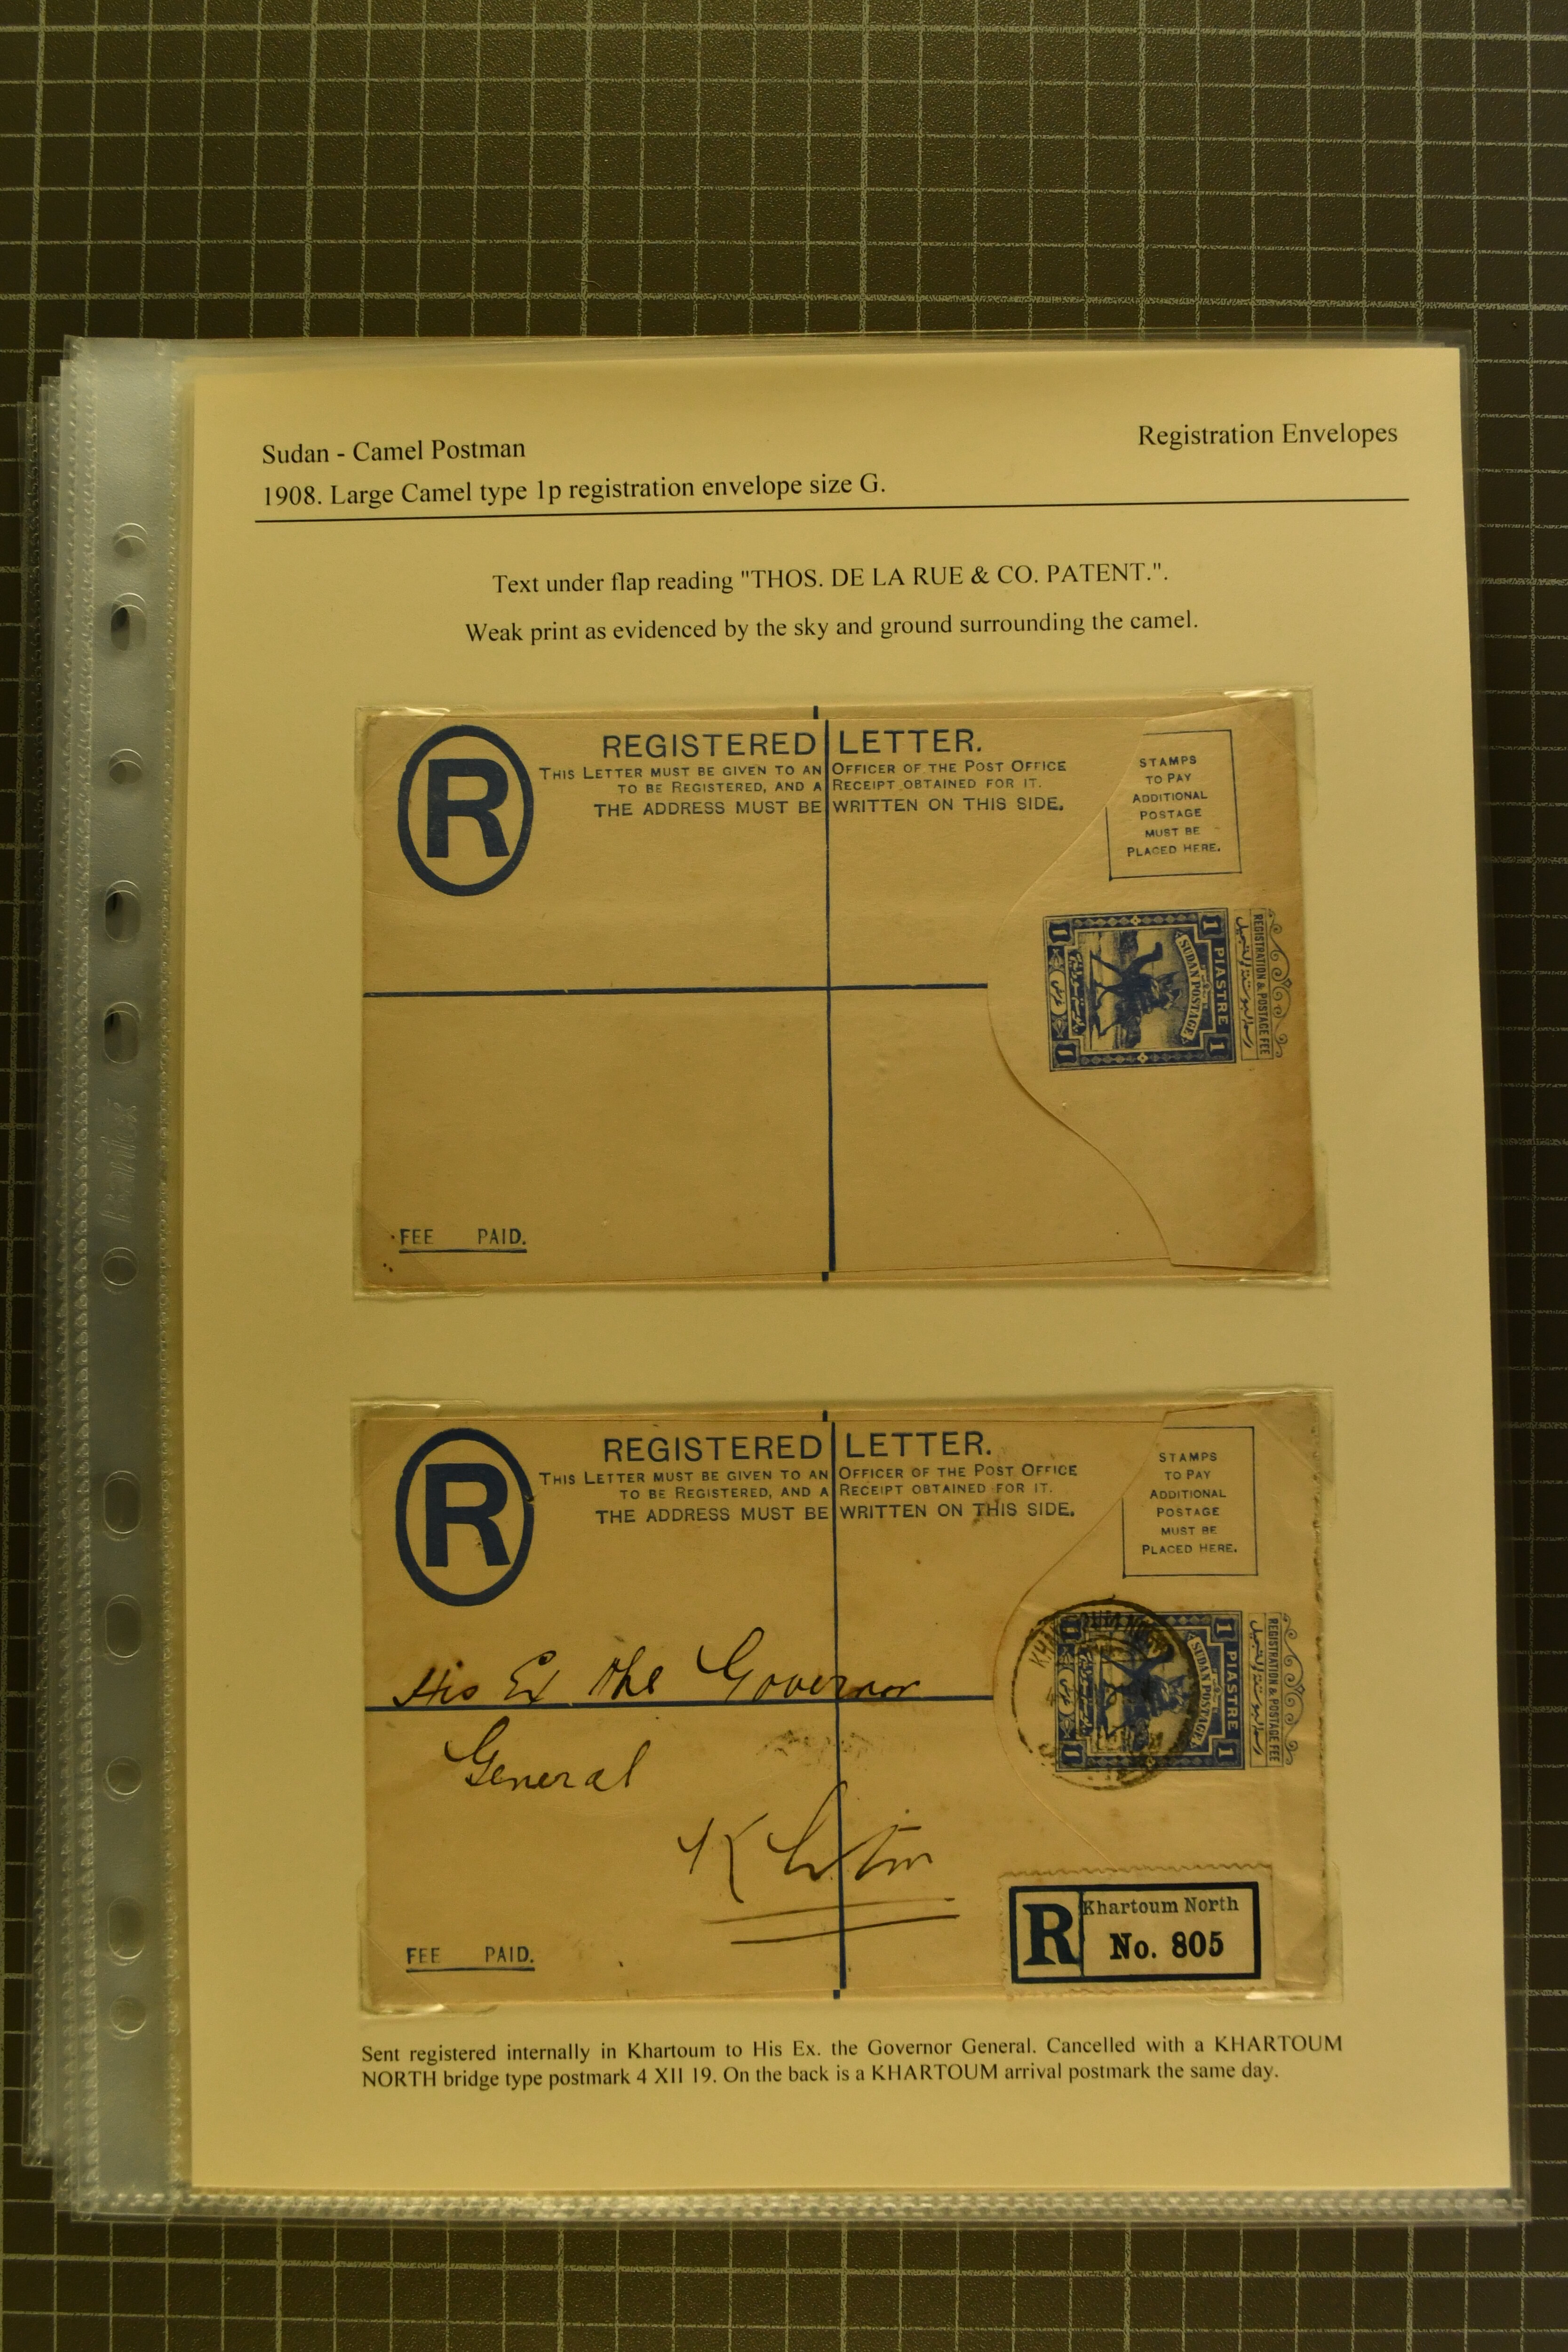 Sudan - Camel Postman
Registration Envelopes
1908. Large Camel type 1p registration envelope size G.
Text under flap reading "THOS. DE LA RUE & CO. PATENT.".
Weak print as evidenced by the sky and ground surrounding the camel.
R
REGISTERED LETTER.
THIS LETTER MUST BE GIVEN TO AN OFFICER OF THE POST OFFICE
TO BE REGISTERED, AND A RECEIPT OBTAINED FOR IT.
THE ADDRESS MUST BE WRITTEN ON THIS SIDE.
STAMPS
TO PAY
ADDITIONAL
POSTAGE
MUST BE
PLACED HERE.
REGISTRATION & POSTAGE FEE
1 PIASTRE 1
SUDAN POSTAGE
FEE PAID.
R
REGISTERED LETTER.
THIS LETTER MUST BE GIVEN TO AN OFFICER OF THE POST OFFICE
TO BE REGISTERED, AND A RECEIPT OBTAINED FOR IT.
THE ADDRESS MUST BE WRITTEN ON THIS SIDE.
STAMPS
TO PAY
ADDITIONAL
POSTAGE
MUST BE
PLACED HERE.
REGISTRATION & POSTAGE FEE
1 PIASTRE 1
SUDAN POSTAGE
His Ex the Governor
General
FEE PAID.
R
Khartoum North
No. 805
Sent registered internally in Khartoum to His Ex. the Governor General. Cancelled with a KHARTOUM
NORTH bridge type postmark 4 XII 19. On the back is a KHARTOUM arrival postmark the same day.